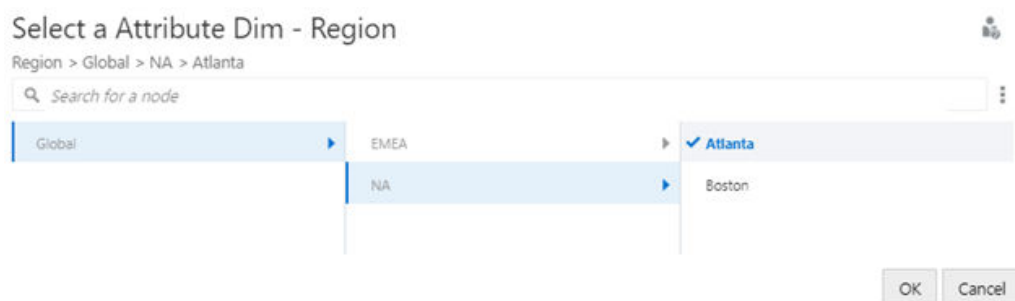 Select a Attribute Dim - Region
Region > Global > NA > Atlanta
Search for a node
Global
EMEA
NA
Atlanta
Boston
OK
Cancel